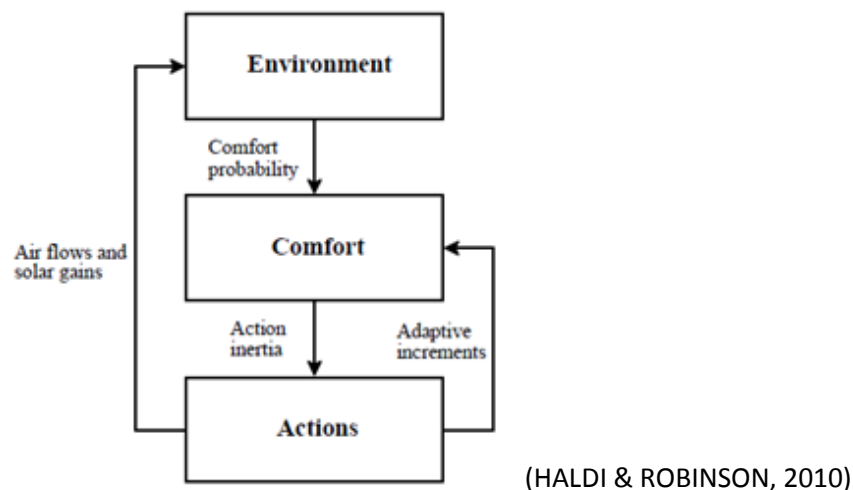 Environment
Comfort
probability
Comfort
Air flows and
solar gains
Action
inertia
Adaptive
increments
Actions
(HALDI & ROBINSON, 2010)